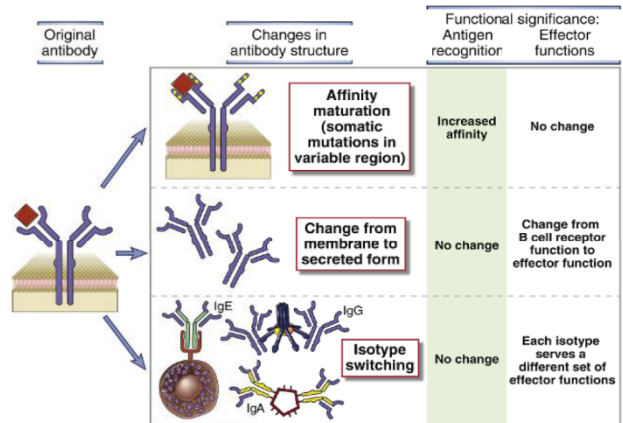 Functional significance:
Original
antibody
Changes in
antibody structure
Antigen
recognition
Effector
functions
Affinity
maturation
(somatic
mutations in
variable region)
Increased
affinity
No change
Change from
membrane to
secreted form
No change
Change from
B cell receptor
function to
effector function
IgE
IgG
IgA
Isotype
switching
No change
Each isotype
serves a
different set of
effector functions